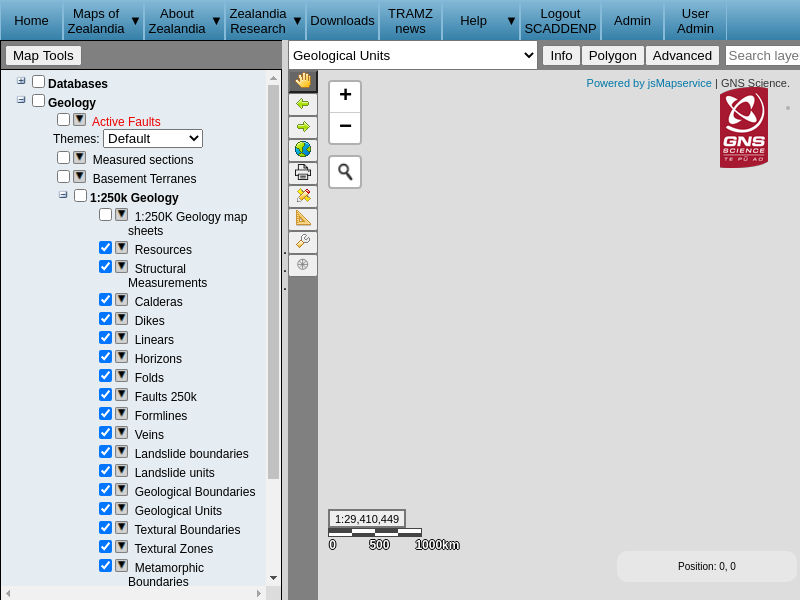 Home
Maps of Zealandia ▼
About Zealandia ▼
Zealandia Research ▼
Downloads
TRAMZ news
Help ▼
Logout SCADDENP
Admin
User Admin
Map Tools
Geological Units
Info
Polygon
Advanced
Search laye
Databases
Geology
Active Faults
Themes: Default
Measured sections
Basement Terranes
1:250k Geology
1:250K Geology map
sheets
Resources
Structural
Measurements
Calderas
Dikes
Linears
Horizons
Folds
Faults 250k
Formlines
Veins
Landslide boundaries
Landslide units
Geological Boundaries
Geological Units
Textural Boundaries
Textural Zones
Metamorphic
Boundaries
+
−
Powered by jsMapservice | GNS Science.
GNS
SCIENCE
TE PŪ AO
1:29,410,449
0 500 1000km
Position: 0, 0